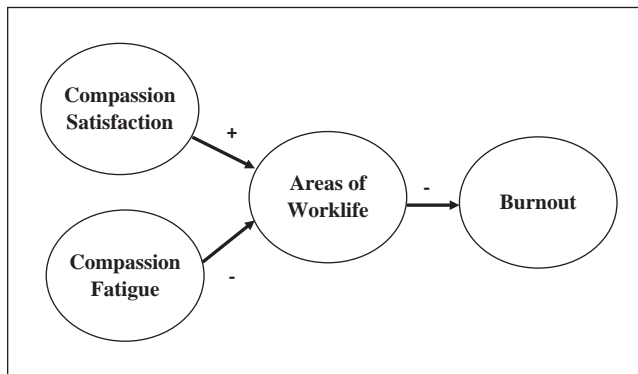 Compassion
Satisfaction
+
Areas of
Worklife
-
Burnout
Compassion
Fatigue
-